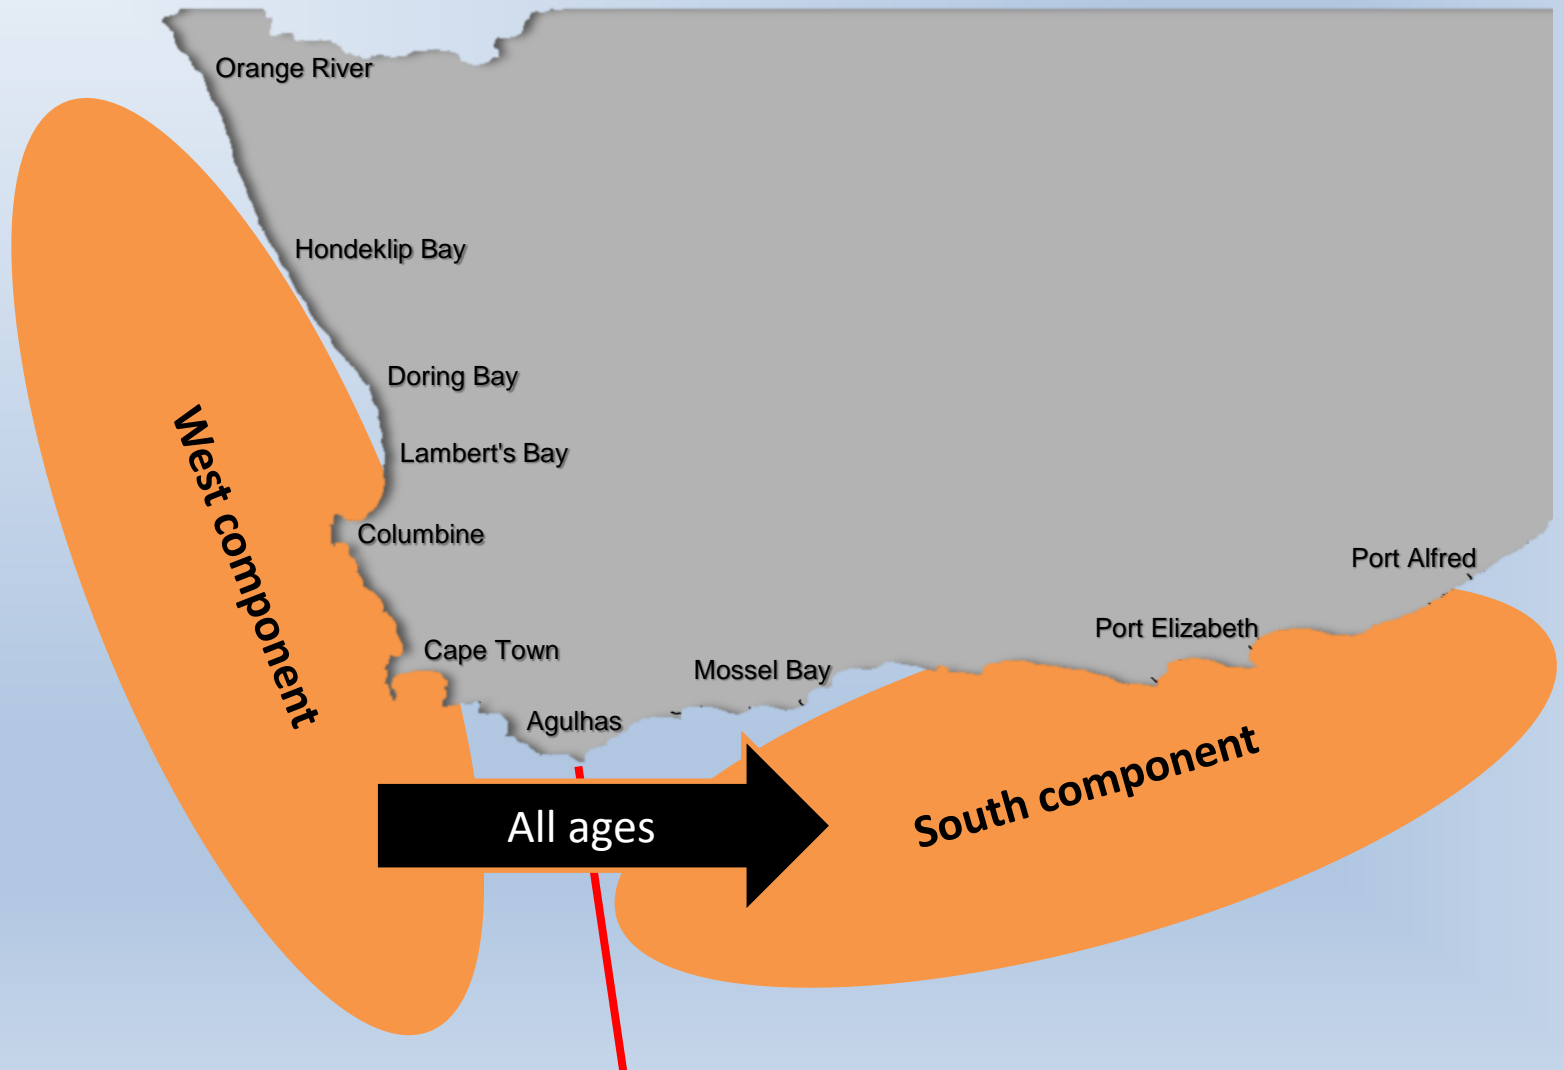 Orange River
Hondeklip Bay
Doring Bay
Lambert's Bay
Columbine
Cape Town
Agulhas
Mossel Bay
Port Elizabeth
Port Alfred
West component
All ages
South component